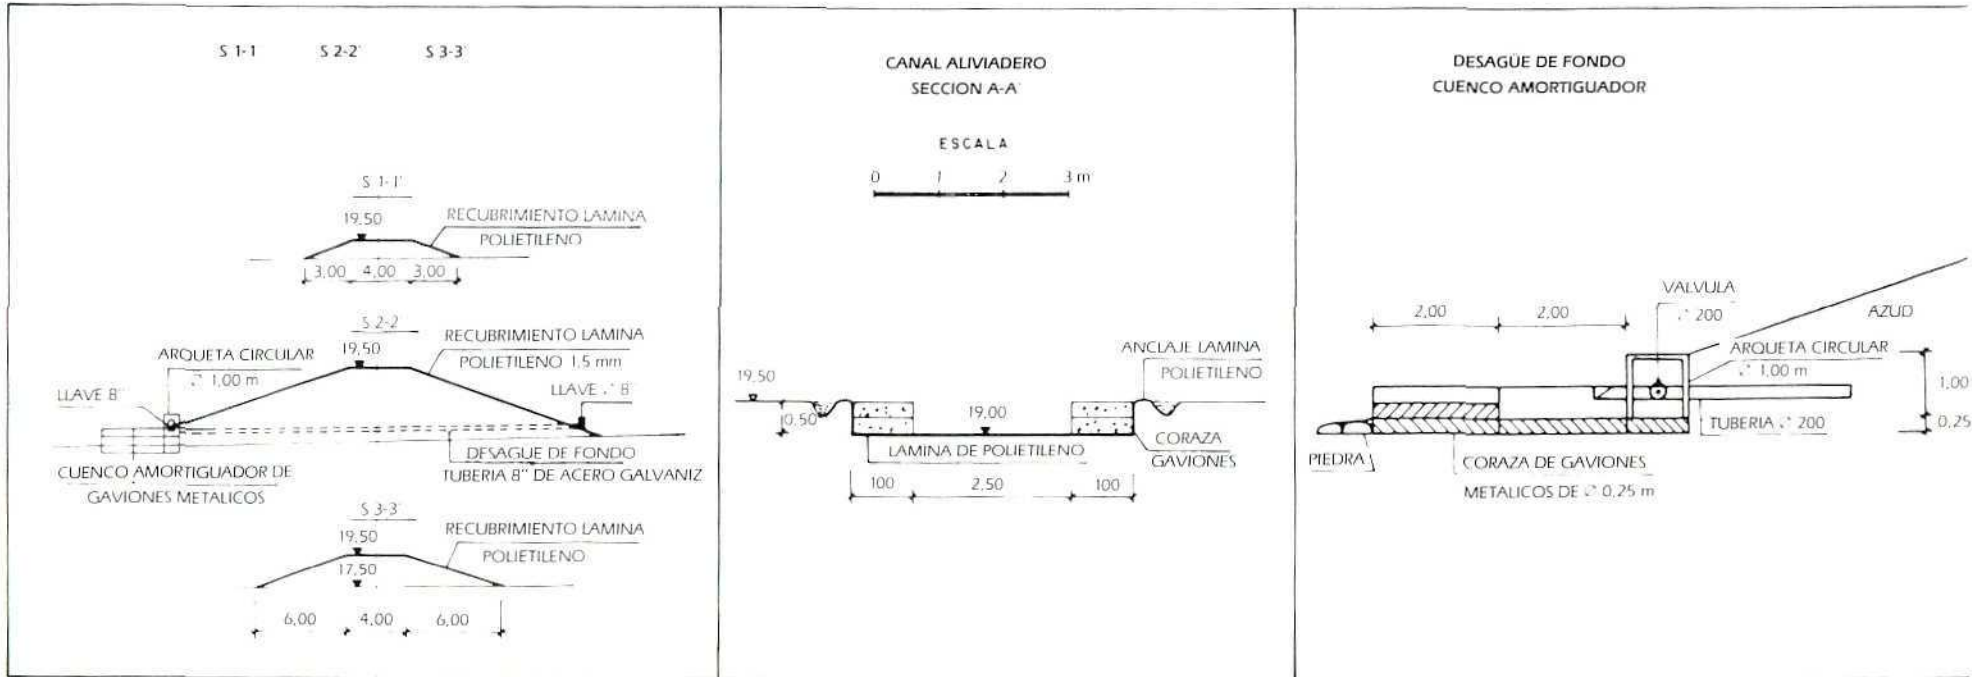 S 1-1 S 2-2' S 3-3'
S 1-1'
19,50
RECUBRIMIENTO LAMINA
POLIETILENO
3,00 4,00 3,00
S 2-2
19,50
RECUBRIMIENTO LAMINA
POLIETILENO 1,5 mm
ARQUETA CIRCULAR
∅ 1,00 m
LLAVE 8"
LLAVE ∅ 8
DESAGUE DE FONDO
TUBERIA 8" DE ACERO GALVANIZ
CUENCO AMORTIGUADOR DE
GAVIONES METALICOS
S 3-3
19,50
RECUBRIMIENTO LAMINA
POLIETILENO
17,50
6,00 4,00 6,00
CANAL ALIVIADERO
SECCION A-A'
ESCALA
0 1 2 3 m
19,50
0,50
19,00
ANCLAJE LAMINA
POLIETILENO
LAMINA DE POLIETILENO
CORAZA
GAVIONES
100 2,50 100
DESAGÜE DE FONDO
CUENCO AMORTIGUADOR
2,00 2,00
VALVULA
∅ 200
AZUD
ARQUETA CIRCULAR
∅ 1,00 m
1,00
0,25
TUBERIA ∅ 200
PIEDRA
CORAZA DE GAVIONES
METALICOS DE ∅ 0,25 m